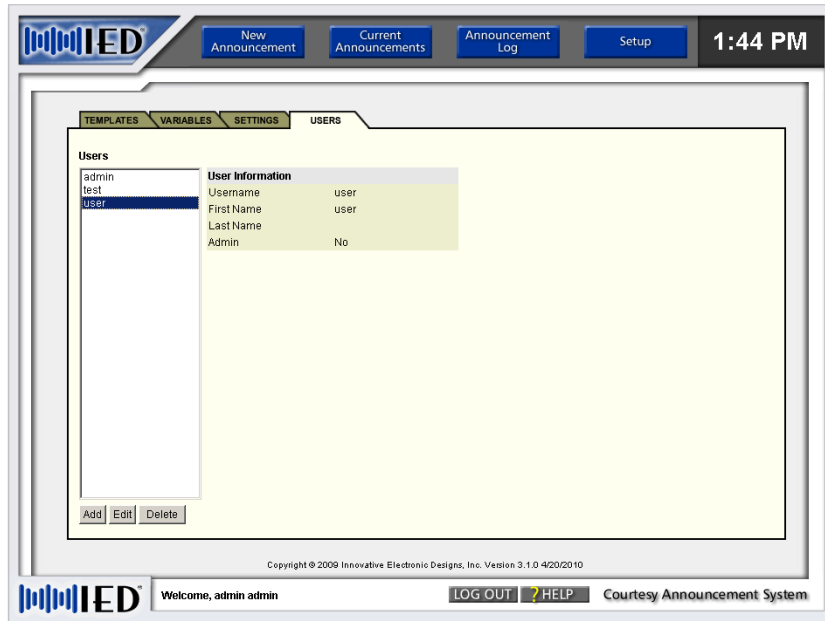 IED
New Announcement
Current Announcements
Announcement Log
Setup
1:44 PM
TEMPLATES VARIABLES SETTINGS USERS
Users
admin
test
user
User Information
Username user
First Name user
Last Name
Admin No
Add Edit Delete
Copyright © 2009 Innovative Electronic Designs, Inc. Version 3.1.0 4/20/2010
IED
Welcome, admin admin
LOG OUT ? HELP
Courtesy Announcement System